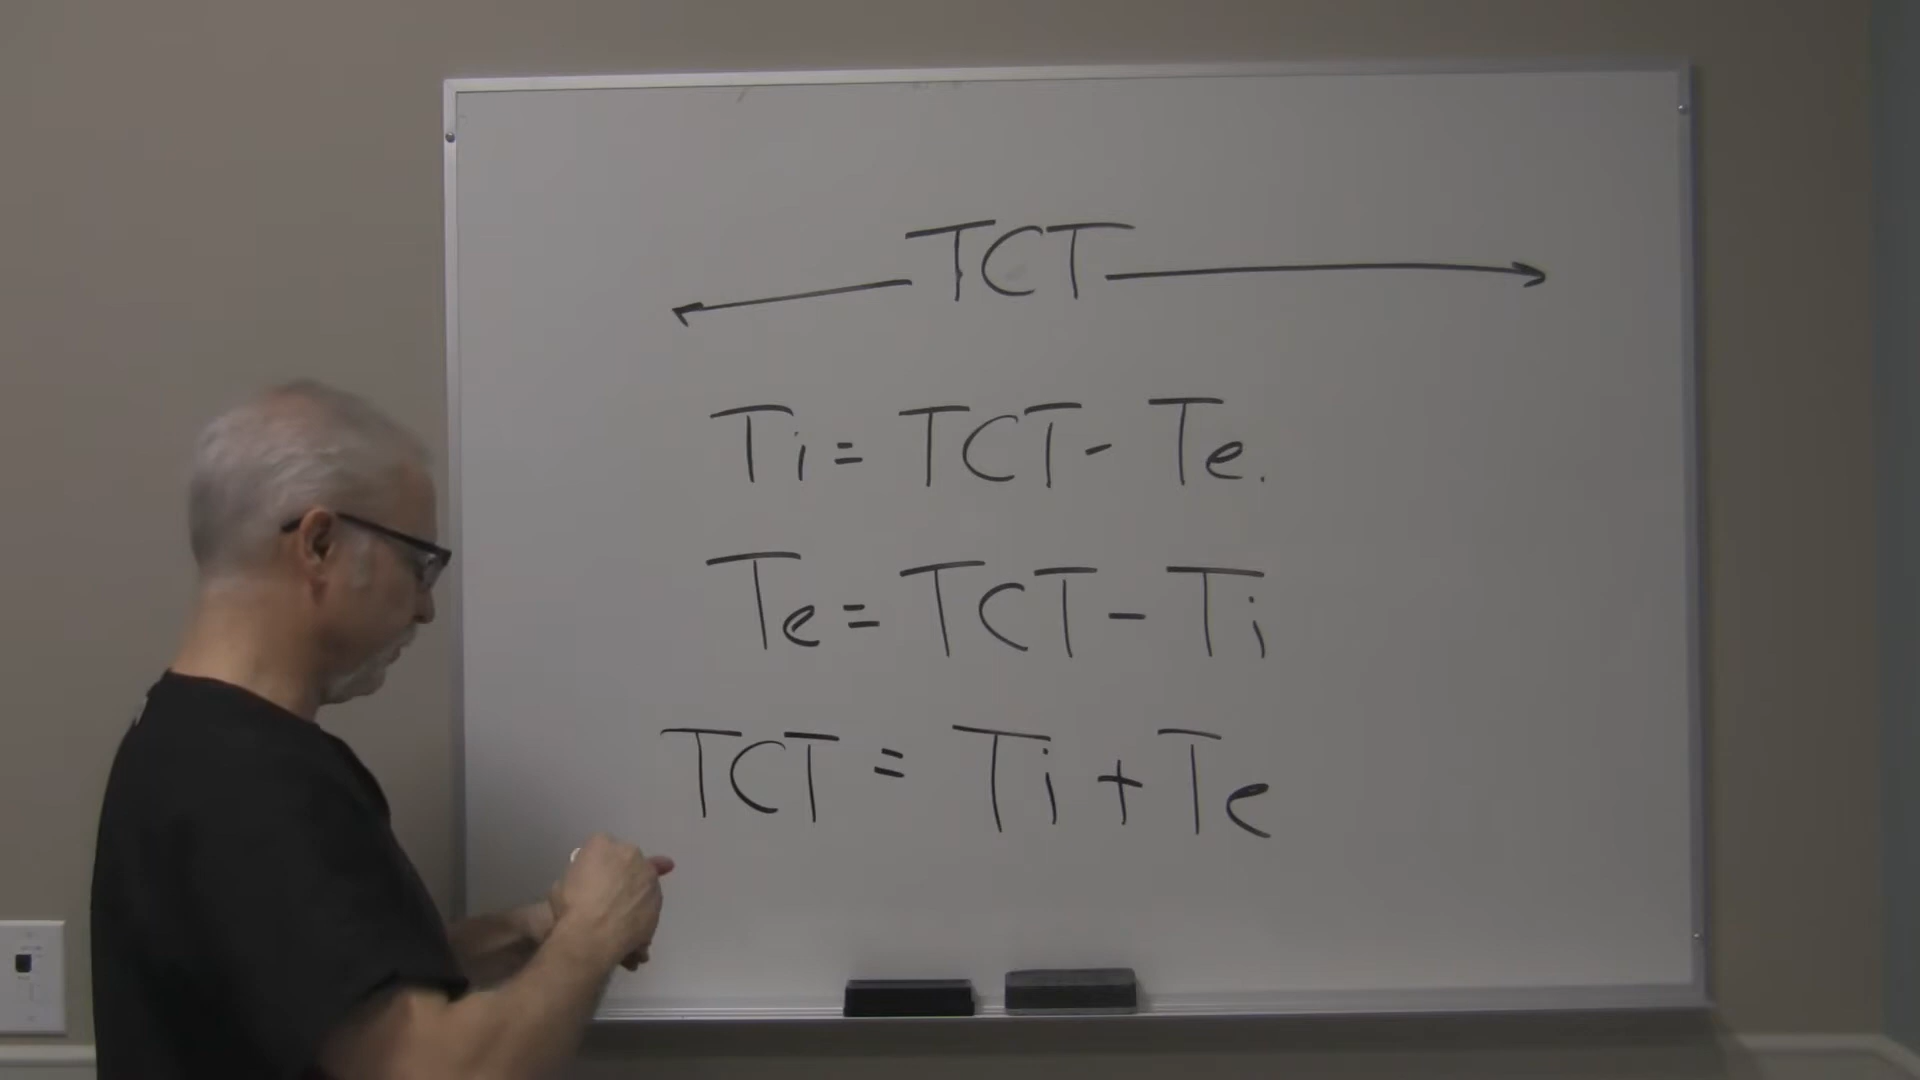 TCT
Ti = TCT - Te.
Te = TCT - Ti
TCT = Ti + Te